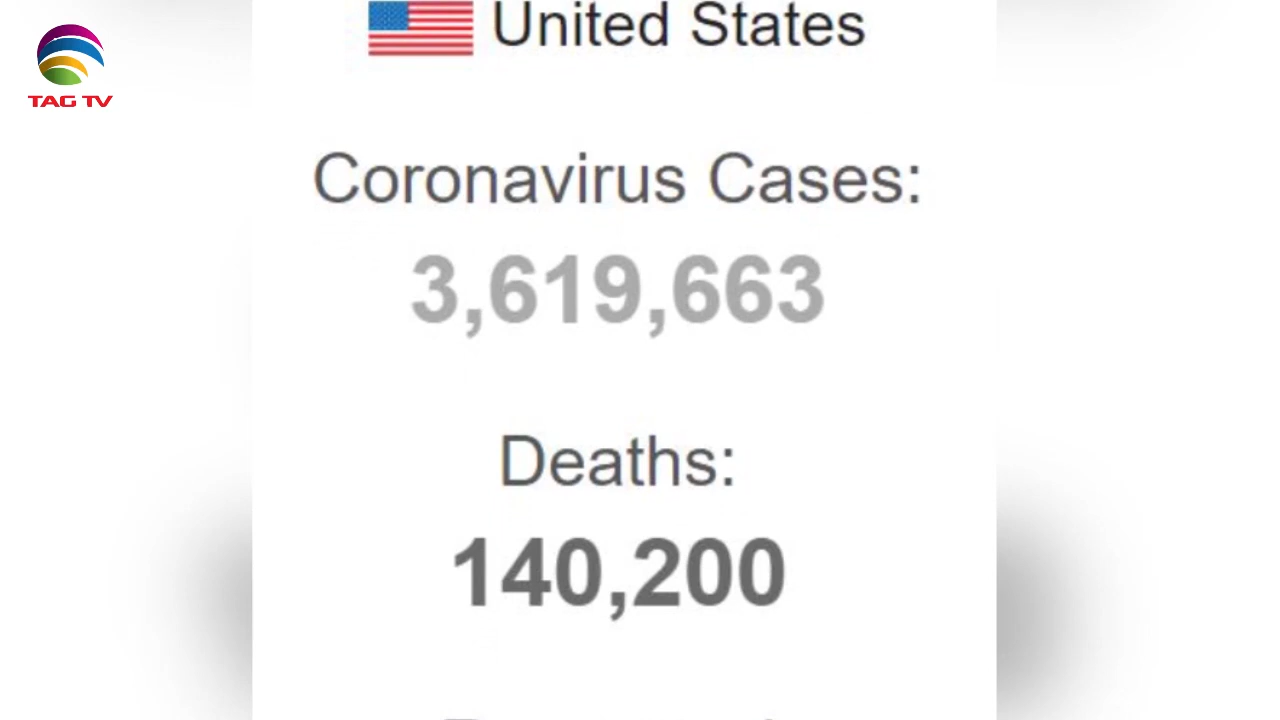 TAG TV
United States
Coronavirus Cases:
3,619,663
Deaths:
140,200